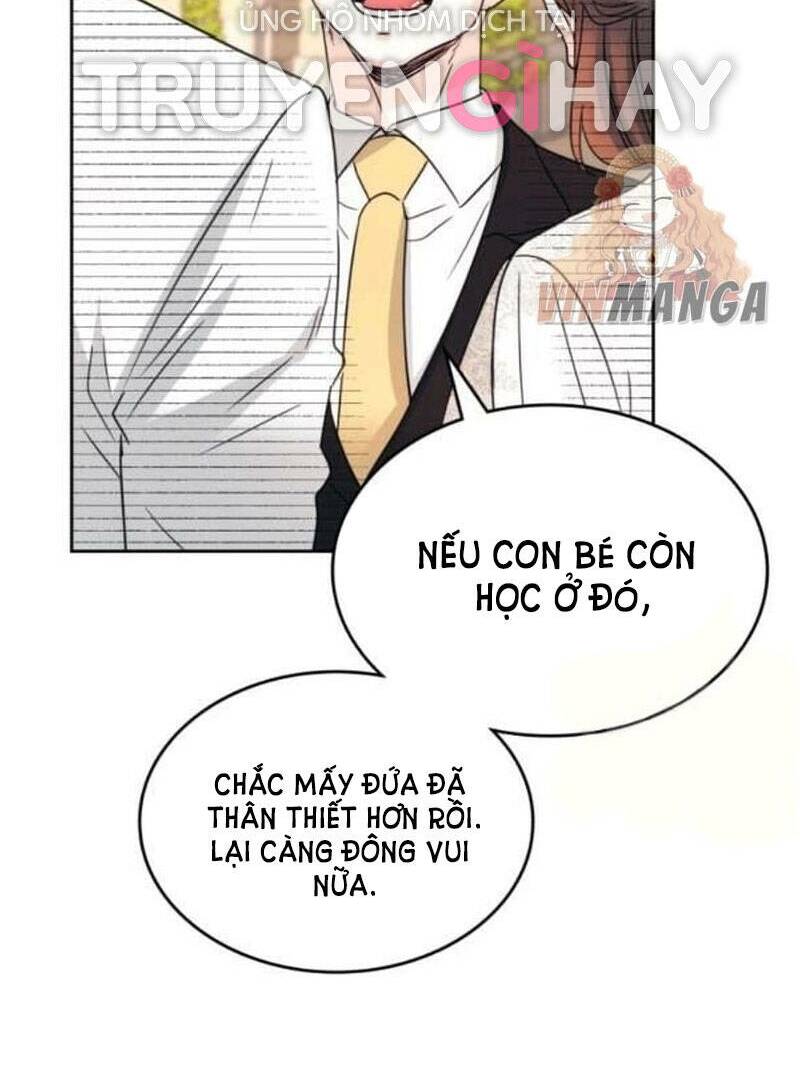 ỦNG HỘ NHÓM DỊCH TẠI
TRUYENGIHAY
VINMANGA
NẾU CON BÉ CÒN
HỌC Ở ĐÓ,
CHẮC MẤY ĐỨA ĐÃ
THÂN THIẾT HƠN RỒI.
LẠI CÀNG ĐÔNG VUI
NỮA.